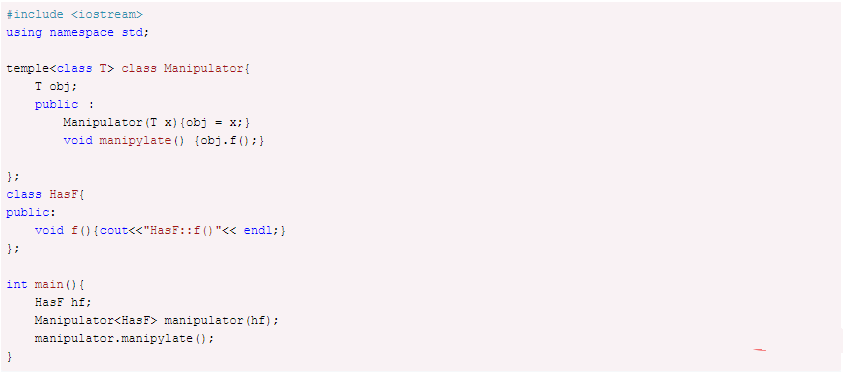 #include <iostream>
using namespace std;
temple<class T> class Manipulator{
T obj;
public :
Manipulator(T x){obj = x;}
void manipylate() {obj.f();}
};
class HasF{
public:
void f(){cout<<"HasF::f()"<< endl;}
};
int main(){
HasF hf;
Manipulator<HasF> manipulator(hf);
manipulator.manipylate();
}